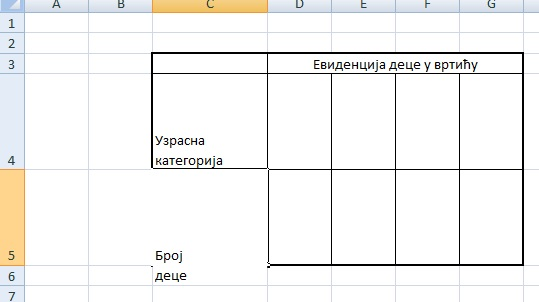 A B C D E F G
1
2
3 Евиденција деце у вртићу
Узрасна
4 категорија
5 Број
6 деце
7